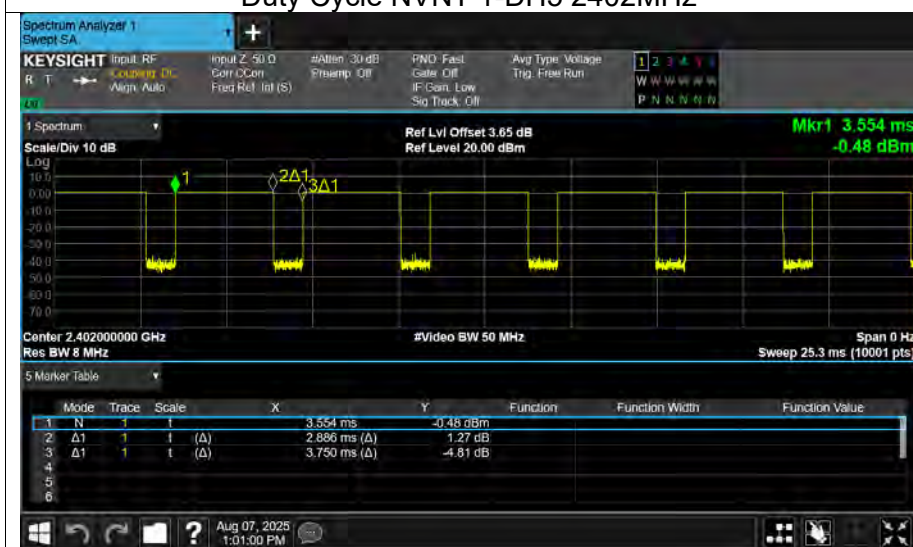 Duty Cycle NVNT 1-DH5 2402MHz
Spectrum Analyzer 1
Swept SA
1
+
KEYSIGHT
R T
Input: RF
Coupling: DC
Align: Auto
Input Z: 50 Ω
Corr CCorr
Freq Ref: Int (S)
#Atten: 30 dB
Preamp: Off
PNO: Fast
Gate: Off
IF Gain: Low
Sig Track: Off
Avg Type: Voltage
Trig: Free Run
1 2 3 4 5 6
W W W W W W
P N N N N N
1 Spectrum
Scale/Div 10 dB
Ref Lvl Offset 3.65 dB
Ref Level 20.00 dBm
Mkr1 3.554 ms
-0.48 dBm
Log
10.0
0.00
-10.0
-20.0
-30.0
-40.0
-50.0
-60.0
-70.0
1
2Δ1
3Δ1
Center 2.402000000 GHz
Res BW 8 MHz
#Video BW 50 MHz
Span 0 Hz
Sweep 25.3 ms (10001 pts)
5 Marker Table
Mode Trace Scale X Y Function Function Width Function Value
1 N 1 t 3.554 ms -0.48 dBm
2 Δ1 1 t (Δ) 2.886 ms (Δ) 1.27 dB
3 Δ1 1 t (Δ) 3.750 ms (Δ) -4.81 dB
4
5
6
?
Aug 07, 2025
1:01:00 PM